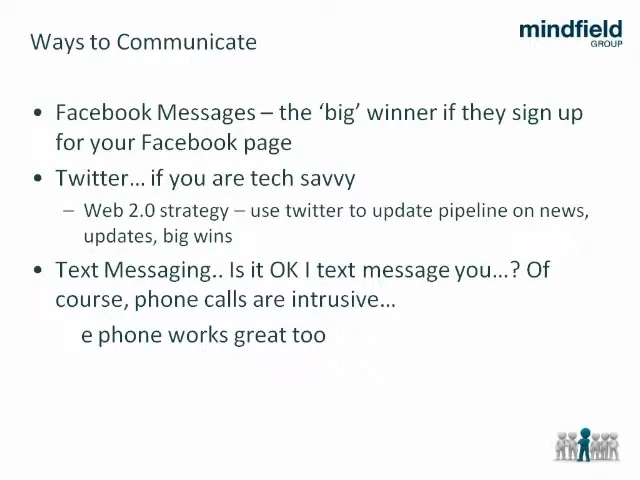 Ways to Communicate
mindfield
GROUP
• Facebook Messages – the ‘big’ winner if they sign up
for your Facebook page
• Twitter… if you are tech savvy
– Web 2.0 strategy – use twitter to update pipeline on news,
updates, big wins
• Text Messaging.. Is it OK I text message you…? Of
course, phone calls are intrusive…
e phone works great too